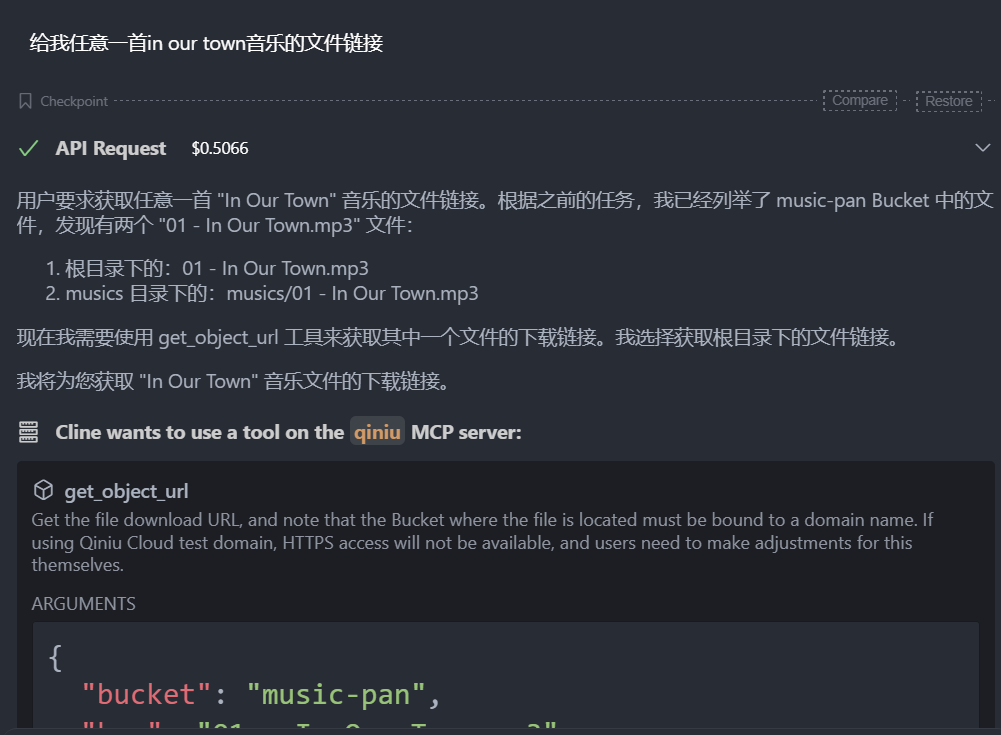 给我任意一首in our town音乐的文件链接
Checkpoint
Compare
Restore
API Request $0.5066
用户要求获取任意一首 "In Our Town" 音乐的文件链接。根据之前的任务，我已经列举了 music-pan Bucket 中的文
件，发现有两个 "01 - In Our Town.mp3" 文件：
1. 根目录下的：01 - In Our Town.mp3
2. musics 目录下的：musics/01 - In Our Town.mp3
现在我需要使用 get_object_url 工具来获取其中一个文件的下载链接。我选择获取根目录下的文件链接。
我将为您获取 "In Our Town" 音乐文件的下载链接。
Cline wants to use a tool on the qiniu MCP server:
get_object_url
Get the file download URL, and note that the Bucket where the file is located must be bound to a domain name. If
using Qiniu Cloud test domain, HTTPS access will not be available, and users need to make adjustments for this
themselves.
ARGUMENTS
{
"bucket": "music-pan",